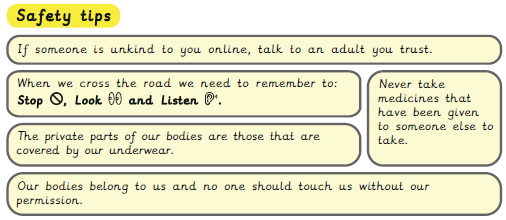 Safety tips
If someone is unkind to you online, talk to an adult you trust.
When we cross the road we need to remember to:
Stop, Look and Listen.
Never take
medicines that
have been given
to someone else to
take.
The private parts of our bodies are those that are
covered by our underwear.
Our bodies belong to us and no one should touch us without our
permission.